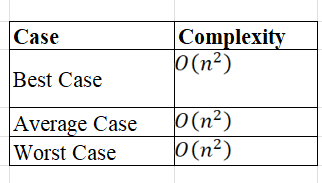 Case Complexity
Best Case O(n²)
Average Case O(n²)
Worst Case O(n²)